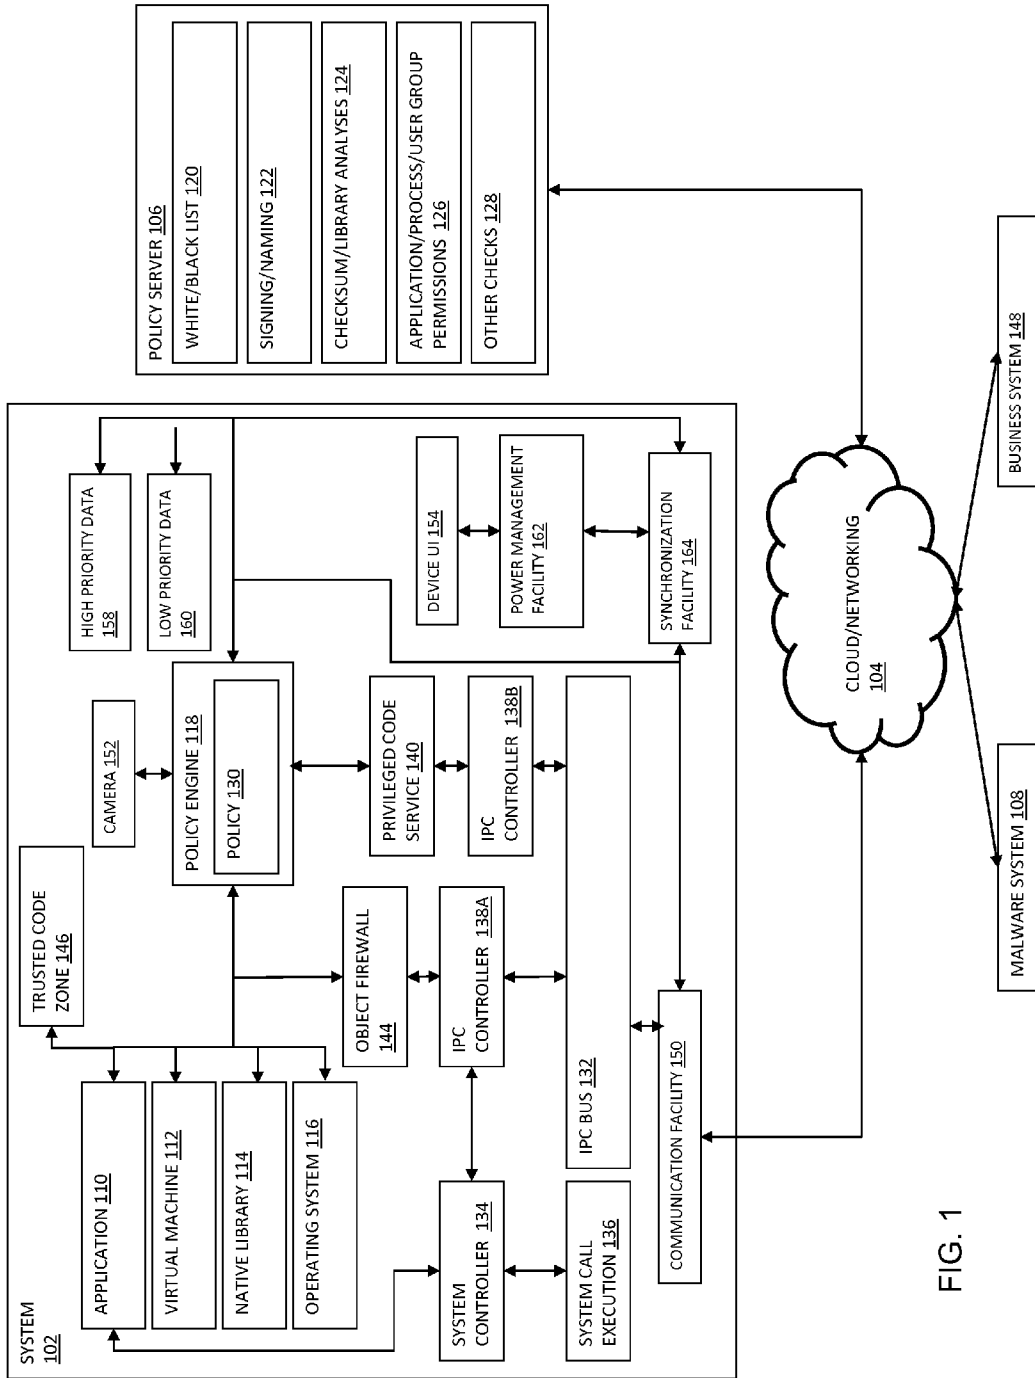 SYSTEM
102
APPLICATION 110
VIRTUAL MACHINE 112
NATIVE LIBRARY 114
OPERATING SYSTEM 116
TRUSTED CODE
ZONE 146
CAMERA 152
POLICY ENGINE 118
POLICY 130
HIGH PRIORITY DATA
158
LOW PRIORITY DATA
160
OBJECT FIREWALL
144
PRIVILEGED CODE
SERVICE 140
DEVICE UI 154
POWER MANAGEMENT
FACILITY 162
SYNCHRONIZATION
FACILITY 164
SYSTEM
CONTROLLER 134
IPC
CONTROLLER 138A
IPC
CONTROLLER 138B
SYSTEM CALL
EXECUTION 136
IPC BUS 132
COMMUNICATION FACILITY 150
POLICY SERVER 106
WHITE/BLACK LIST 120
SIGNING/NAMING 122
CHECKSUM/LIBRARY ANALYSES 124
APPLICATION/PROCESS/USER GROUP
PERMISSIONS 126
OTHER CHECKS 128
CLOUD/NETWORKING
104
MALWARE SYSTEM 108
BUSINESS SYSTEM 148
FIG. 1